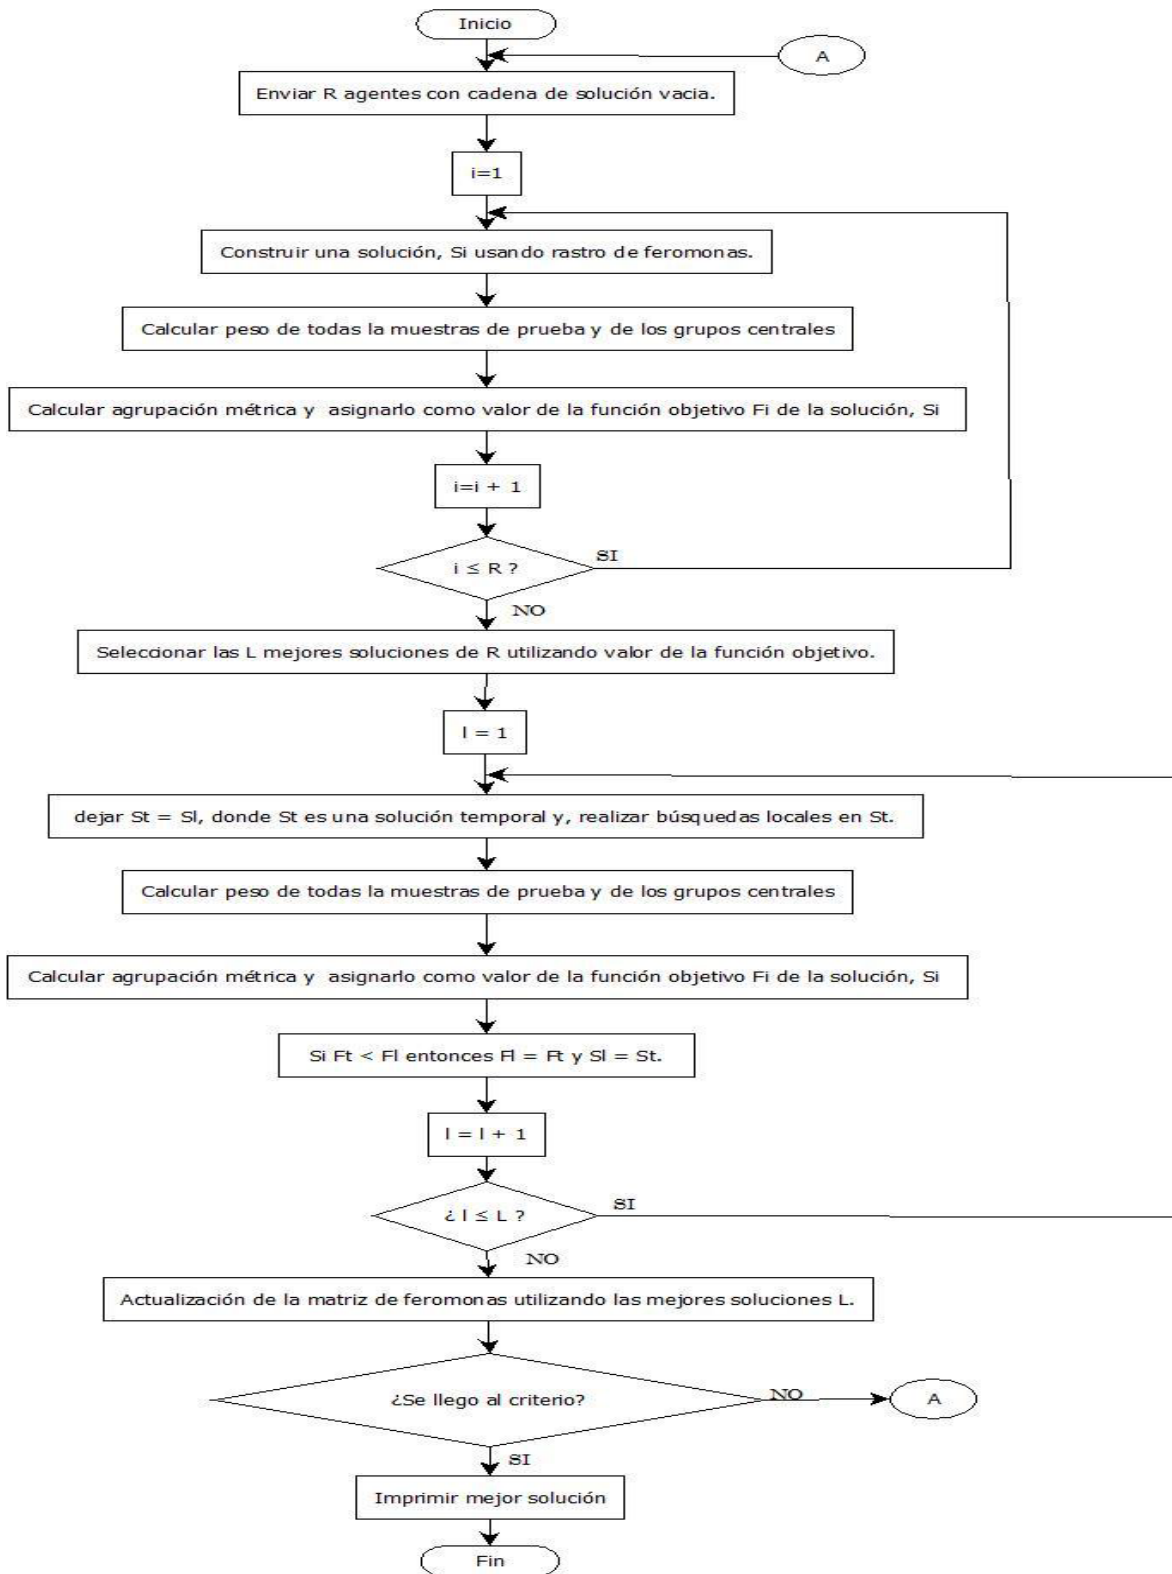 Inicio
A
Enviar R agentes con cadena de solución vacia.
i=1
Construir una solución, Si usando rastro de feromonas.
Calcular peso de todas la muestras de prueba y de los grupos centrales
Calcular agrupación métrica y asignarlo como valor de la función objetivo Fi de la solución, Si
i=i + 1
i ≤ R ?
SI
NO
Seleccionar las L mejores soluciones de R utilizando valor de la función objetivo.
l = 1
dejar St = Sl, donde St es una solución temporal y, realizar búsquedas locales en St.
Calcular peso de todas la muestras de prueba y de los grupos centrales
Calcular agrupación métrica y asignarlo como valor de la función objetivo Fi de la solución, Si
Si Ft < Fl entonces Fl = Ft y Sl = St.
l = l + 1
¿ l ≤ L ?
SI
NO
Actualización de la matriz de feromonas utilizando las mejores soluciones L.
¿Se llego al criterio?
NO
A
SI
Imprimir mejor solución
Fin